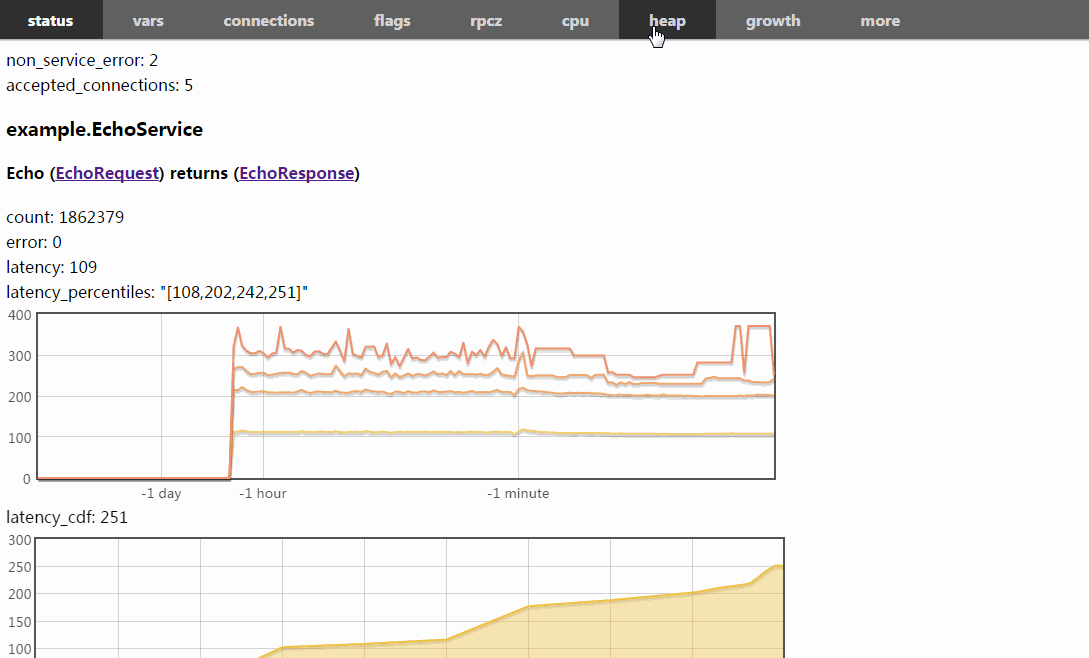 status vars connections flags rpcz cpu heap growth more
non_service_error: 2
accepted_connections: 5
example.EchoService
Echo (EchoRequest) returns (EchoResponse)
count: 1862379
error: 0
latency: 109
latency_percentiles: "[108,202,242,251]"
400
300
200
100
0
-1 day -1 hour -1 minute
latency_cdf: 251
300
250
200
150
100